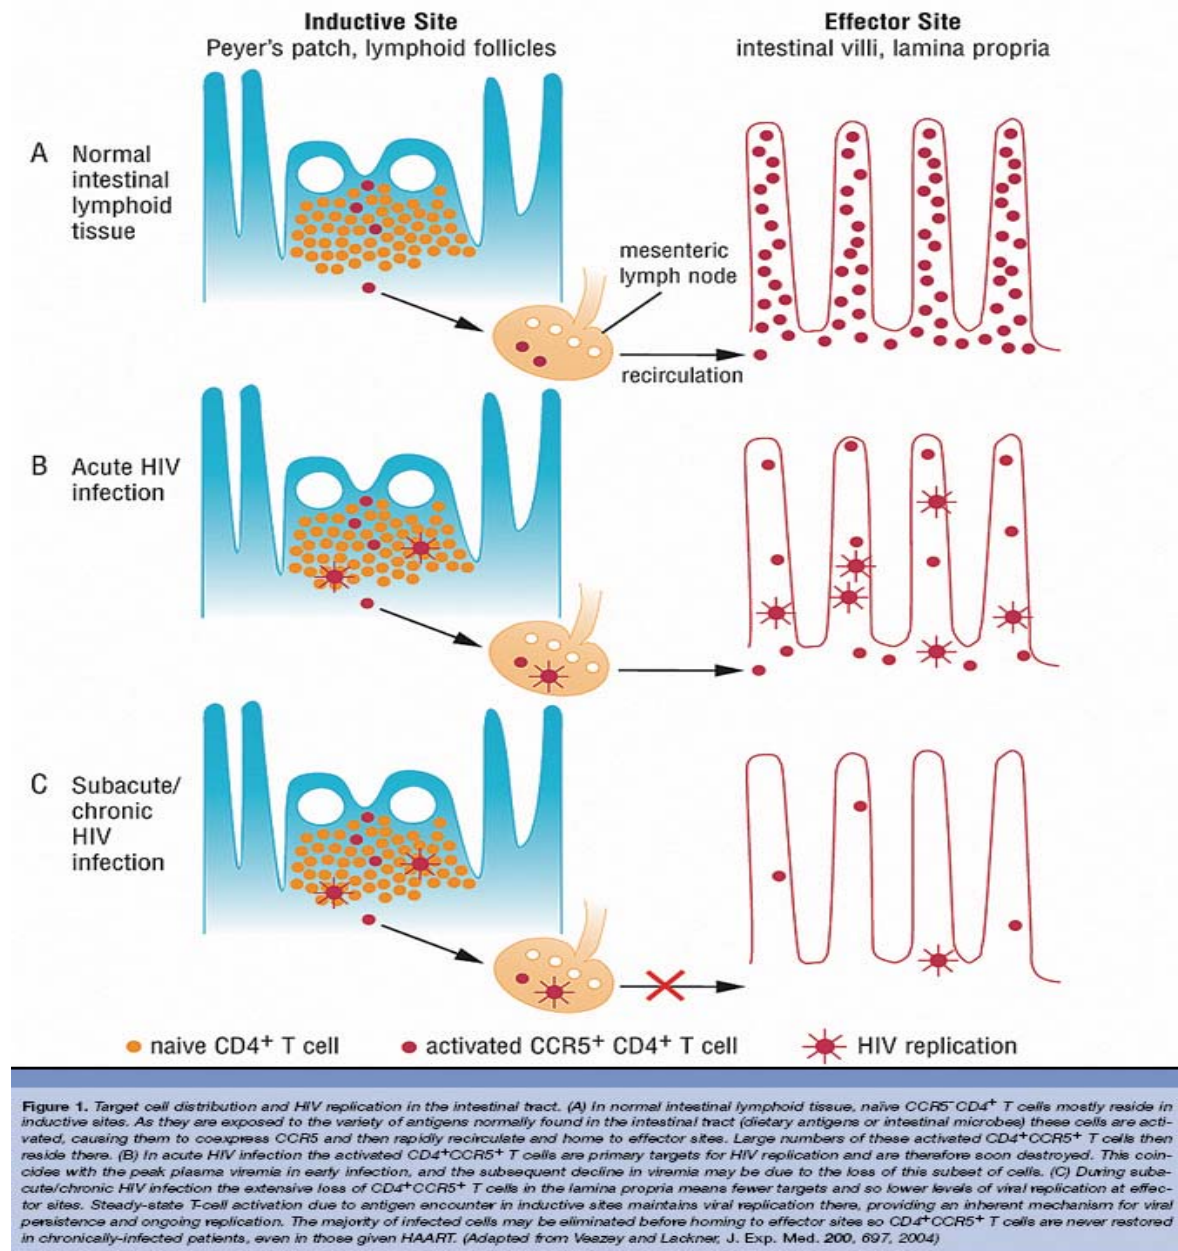 Inductive Site
Peyer's patch, lymphoid follicles
Effector Site
intestinal villi, lamina propria
A Normal
intestinal
lymphoid
tissue
mesenteric
lymph node
recirculation
B Acute HIV
infection
C Subacute/
chronic
HIV
infection
naive CD4+ T cell
activated CCR5+ CD4+ T cell
HIV replication
Figure 1. Target cell distribution and HIV replication in the intestinal tract. (A) In normal intestinal lymphoid tissue, naïve CCR5⁻CD4⁺ T cells mostly reside in
inductive sites. As they are exposed to the variety of antigens normally found in the intestinal tract (dietary antigens or intestinal microbes) these cells are acti-
vated, causing them to coexpress CCR5 and then rapidly recirculate and home to effector sites. Large numbers of these activated CD4⁺CCR5⁺ T cells then
reside there. (B) In acute HIV infection the activated CD4⁺CCR5⁺ T cells are primary targets for HIV replication and are therefore soon destroyed. This coin-
cides with the peak plasma viremia in early infection, and the subsequent decline in viremia may be due to the loss of this subset of cells. (C) During suba-
cute/chronic HIV infection the extensive loss of CD4⁺CCR5⁺ T cells in the lamina propria means fewer targets and so lower levels of viral replication at effec-
tor sites. Steady-state T-cell activation due to antigen encounter in inductive sites maintains viral replication there, providing an inherent mechanism for viral
persistence and ongoing replication. The majority of infected cells may be eliminated before homing to effector sites so CD4⁺CCR5⁺ T cells are never restored
in chronically-infected patients, even in those given HAART. (Adapted from Veazey and Lackner, J. Exp. Med. 200, 697, 2004)